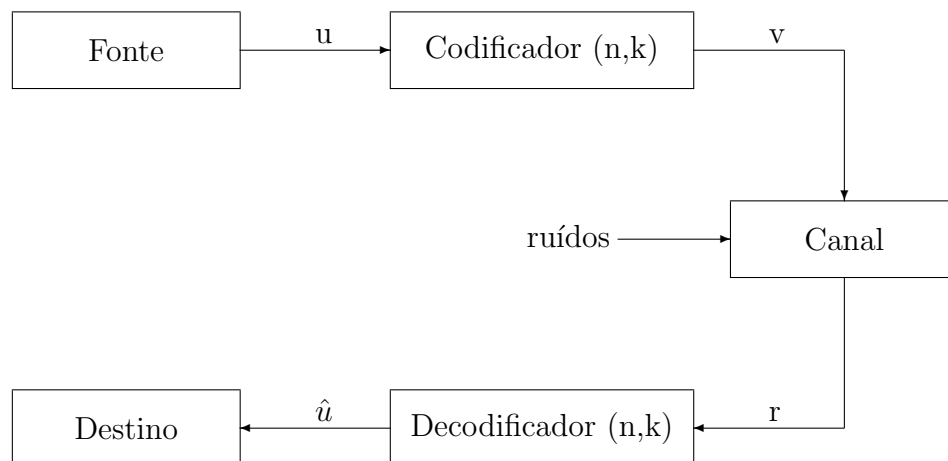 Fonte
u
Codificador (n,k)
v
ruídos
Canal
Destino
û
Decodificador (n,k)
r